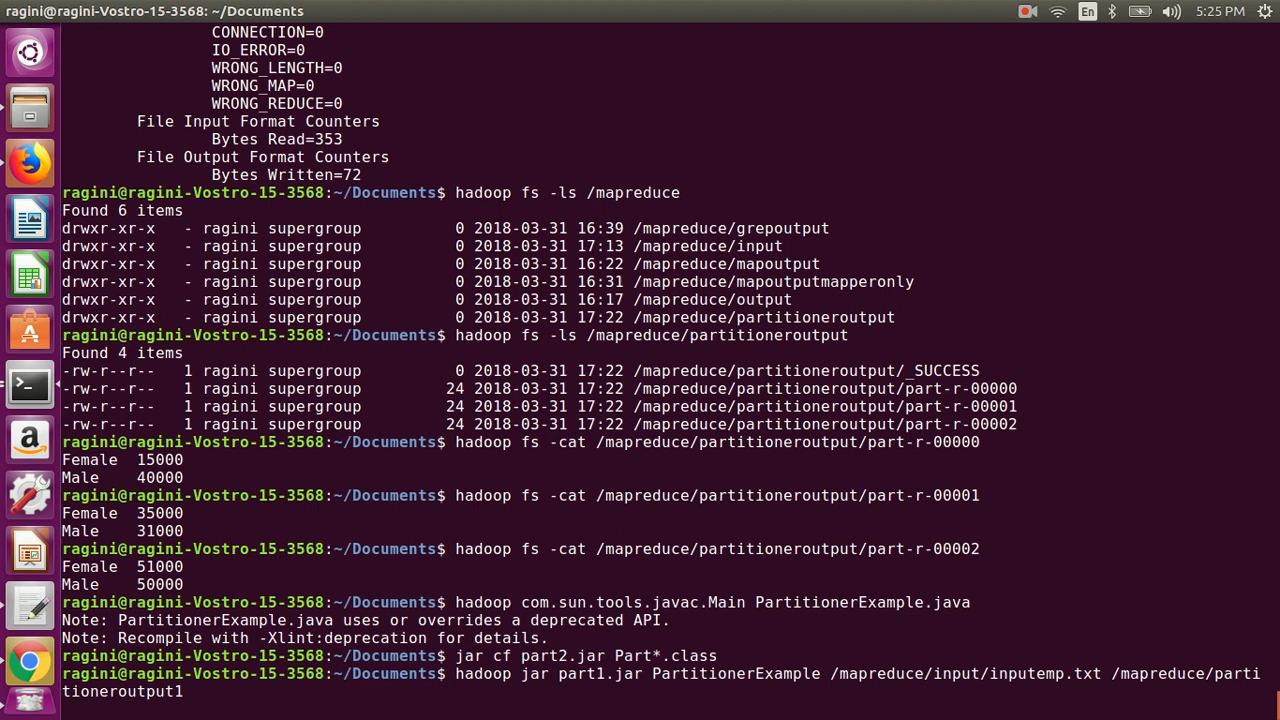 ragini@ragini-Vostro-15-3568: ~/Documents
En
5:25 PM
CONNECTION=0
IO_ERROR=0
WRONG_LENGTH=0
WRONG_MAP=0
WRONG_REDUCE=0
File Input Format Counters
Bytes Read=353
File Output Format Counters
Bytes Written=72
ragini@ragini-Vostro-15-3568:~/Documents$ hadoop fs -ls /mapreduce
Found 6 items
drwxr-xr-x   - ragini supergroup          0 2018-03-31 16:39 /mapreduce/grepoutput
drwxr-xr-x   - ragini supergroup          0 2018-03-31 17:13 /mapreduce/input
drwxr-xr-x   - ragini supergroup          0 2018-03-31 16:22 /mapreduce/mapoutput
drwxr-xr-x   - ragini supergroup          0 2018-03-31 16:31 /mapreduce/mapoutputmapperonly
drwxr-xr-x   - ragini supergroup          0 2018-03-31 16:17 /mapreduce/output
drwxr-xr-x   - ragini supergroup          0 2018-03-31 17:22 /mapreduce/partitioneroutput
ragini@ragini-Vostro-15-3568:~/Documents$ hadoop fs -ls /mapreduce/partitioneroutput
Found 4 items
-rw-r--r--   1 ragini supergroup          0 2018-03-31 17:22 /mapreduce/partitioneroutput/_SUCCESS
-rw-r--r--   1 ragini supergroup         24 2018-03-31 17:22 /mapreduce/partitioneroutput/part-r-00000
-rw-r--r--   1 ragini supergroup         24 2018-03-31 17:22 /mapreduce/partitioneroutput/part-r-00001
-rw-r--r--   1 ragini supergroup         24 2018-03-31 17:22 /mapreduce/partitioneroutput/part-r-00002
ragini@ragini-Vostro-15-3568:~/Documents$ hadoop fs -cat /mapreduce/partitioneroutput/part-r-00000
Female  15000
Male    40000
ragini@ragini-Vostro-15-3568:~/Documents$ hadoop fs -cat /mapreduce/partitioneroutput/part-r-00001
Female  35000
Male    31000
ragini@ragini-Vostro-15-3568:~/Documents$ hadoop fs -cat /mapreduce/partitioneroutput/part-r-00002
Female  51000
Male    50000
ragini@ragini-Vostro-15-3568:~/Documents$ hadoop com.sun.tools.javac.Main PartitionerExample.java
Note: PartitionerExample.java uses or overrides a deprecated API.
Note: Recompile with -Xlint:deprecation for details.
ragini@ragini-Vostro-15-3568:~/Documents$ jar cf part2.jar Part*.class
ragini@ragini-Vostro-15-3568:~/Documents$ hadoop jar part1.jar PartitionerExample /mapreduce/input/inputemp.txt /mapreduce/parti
tioneroutput1